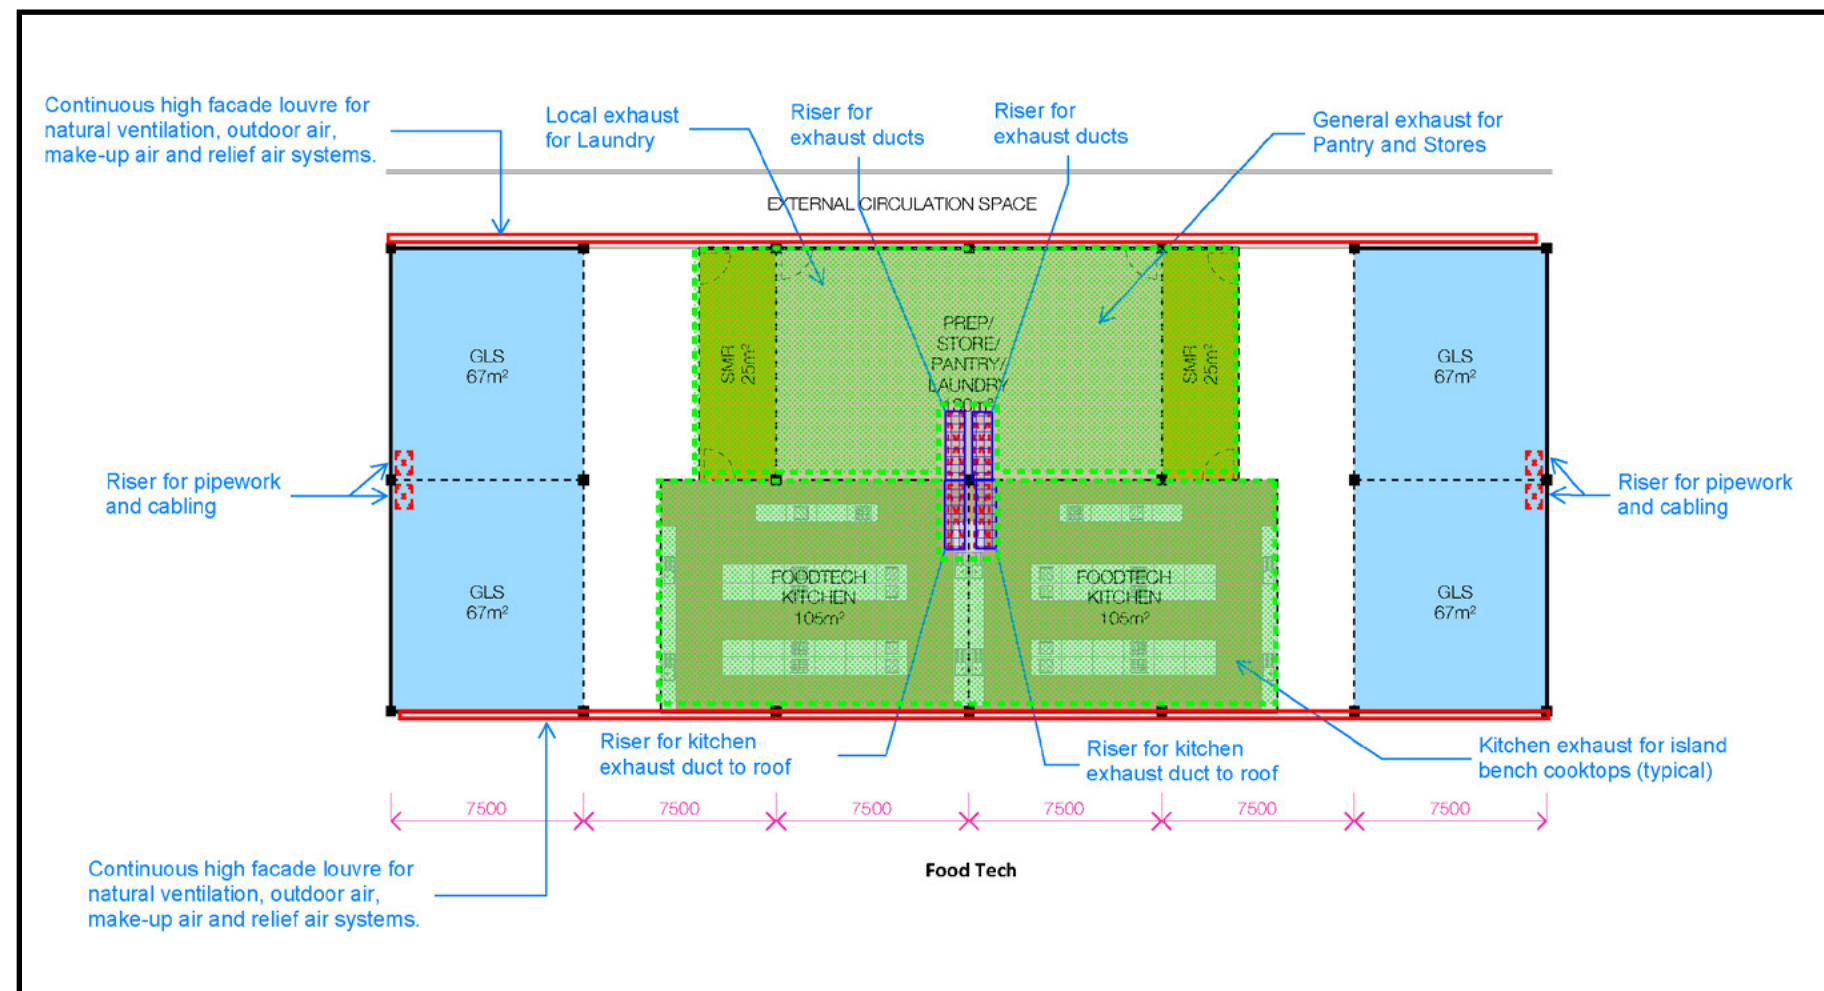 Continuous high facade louvre for
natural ventilation, outdoor air,
make-up air and relief air systems.
Local exhaust
for Laundry
Riser for
exhaust ducts
Riser for
exhaust ducts
General exhaust for
Pantry and Stores
EXTERNAL CIRCULATION SPACE
GLS
67m²
SMR
25m²
PREP/
STORE/
PANTRY/
LAUNDRY
SMR
25m²
GLS
67m²
Riser for pipework
and cabling
Riser for pipework
and cabling
GLS
67m²
FOODTECH
KITCHEN
105m²
FOODTECH
KITCHEN
105m²
GLS
67m²
Riser for kitchen
exhaust duct to roof
Riser for kitchen
exhaust duct to roof
Kitchen exhaust for island
bench cooktops (typical)
7500
7500
7500
7500
7500
7500
Continuous high facade louvre for
natural ventilation, outdoor air,
make-up air and relief air systems.
Food Tech